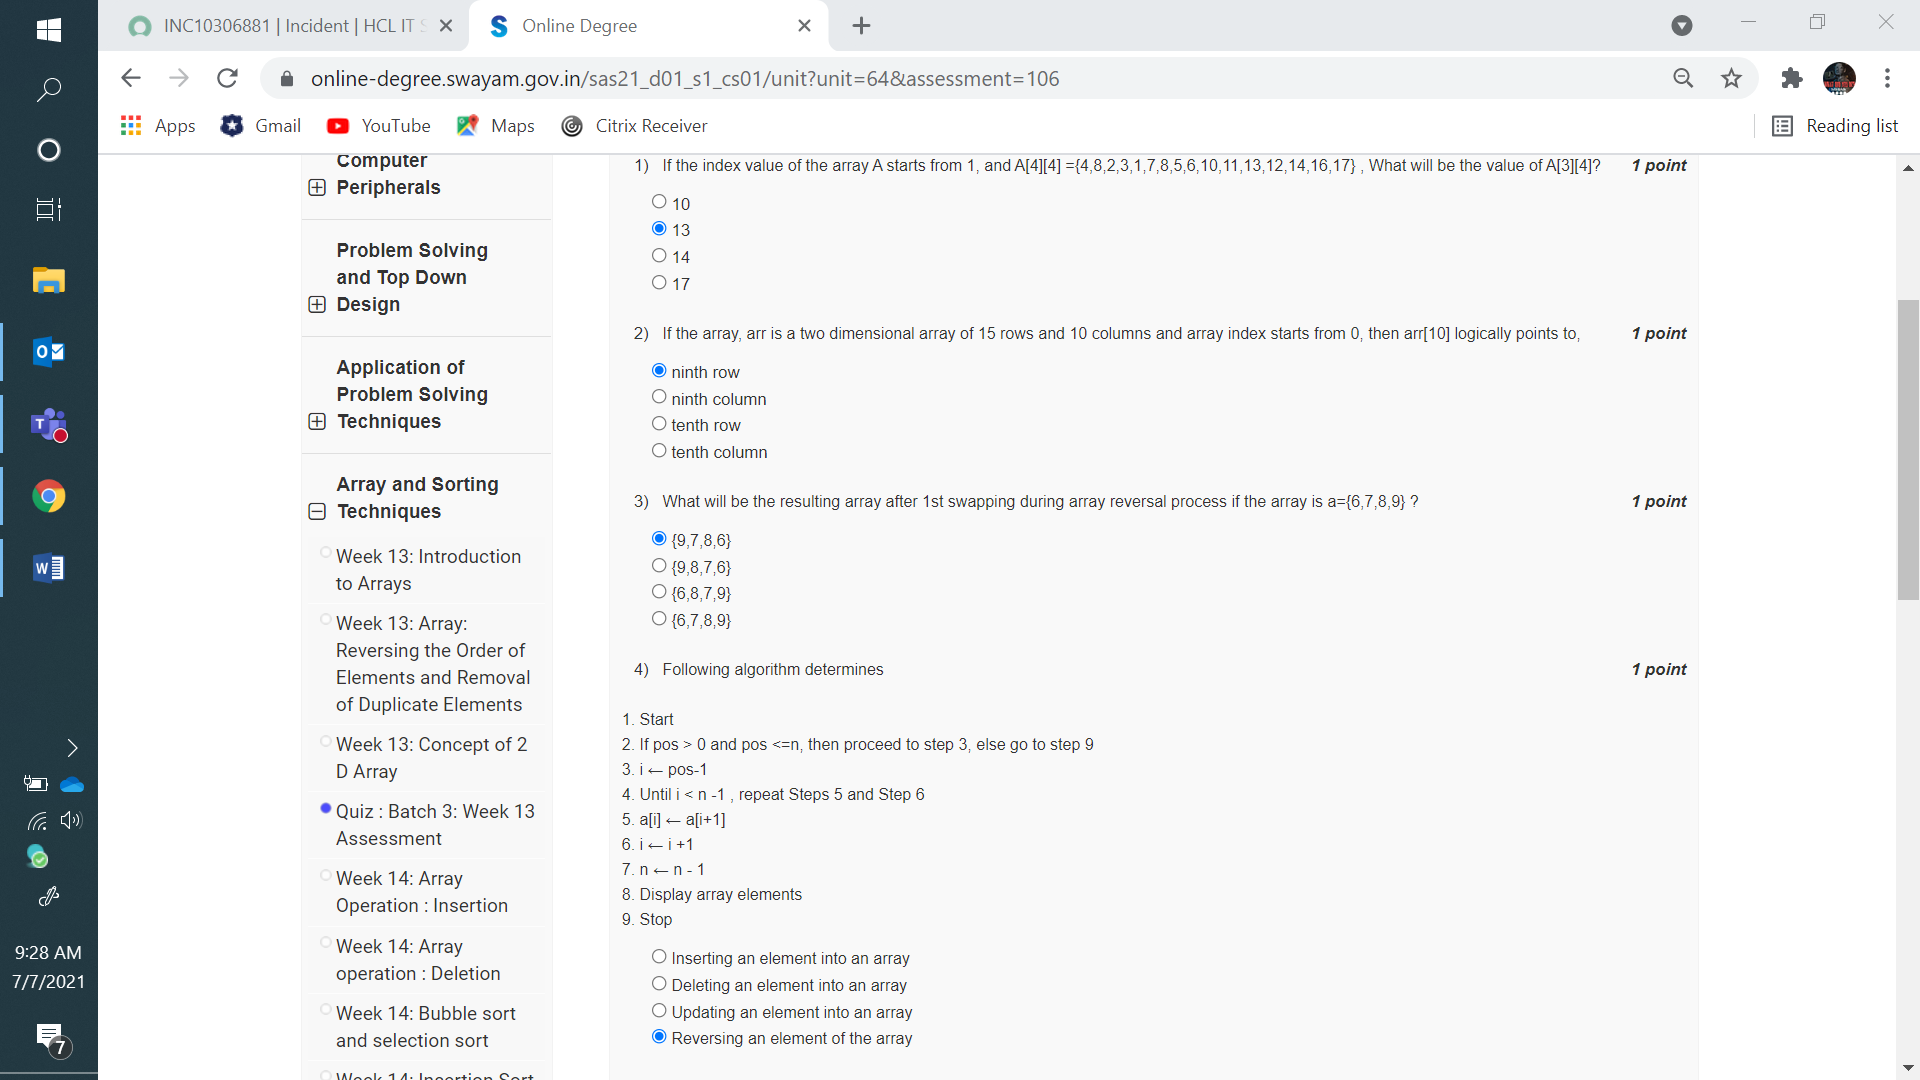 INC10306881 | Incident | HCL IT S
Online Degree
online-degree.swayam.gov.in/sas21_d01_s1_cs01/unit?unit=64&assessment=106
Apps
Gmail
YouTube
Maps
Citrix Receiver
Reading list
Computer
Peripherals
Problem Solving
and Top Down
Design
Application of
Problem Solving
Techniques
Array and Sorting
Techniques
Week 13: Introduction
to Arrays
Week 13: Array:
Reversing the Order of
Elements and Removal
of Duplicate Elements
Week 13: Concept of 2
D Array
Quiz : Batch 3: Week 13
Assessment
Week 14: Array
Operation : Insertion
Week 14: Array
operation : Deletion
Week 14: Bubble sort
and selection sort
Week 14: Insertion Sort
1) If the index value of the array A starts from 1, and A[4][4] ={4,8,2,3,1,7,8,5,6,10,11,13,12,14,16,17} , What will be the value of A[3][4]? 1 point
10
13
14
17
2) If the array, arr is a two dimensional array of 15 rows and 10 columns and array index starts from 0, then arr[10] logically points to, 1 point
ninth row
ninth column
tenth row
tenth column
3) What will be the resulting array after 1st swapping during array reversal process if the array is a={6,7,8,9} ? 1 point
{9,7,8,6}
{9,8,7,6}
{6,8,7,9}
{6,7,8,9}
4) Following algorithm determines 1 point
1. Start
2. If pos > 0 and pos <=n, then proceed to step 3, else go to step 9
3. i ← pos-1
4. Until i < n -1 , repeat Steps 5 and Step 6
5. a[i] ← a[i+1]
6. i ← i +1
7. n ← n - 1
8. Display array elements
9. Stop
Inserting an element into an array
Deleting an element into an array
Updating an element into an array
Reversing an element of the array
9:28 AM
7/7/2021
7